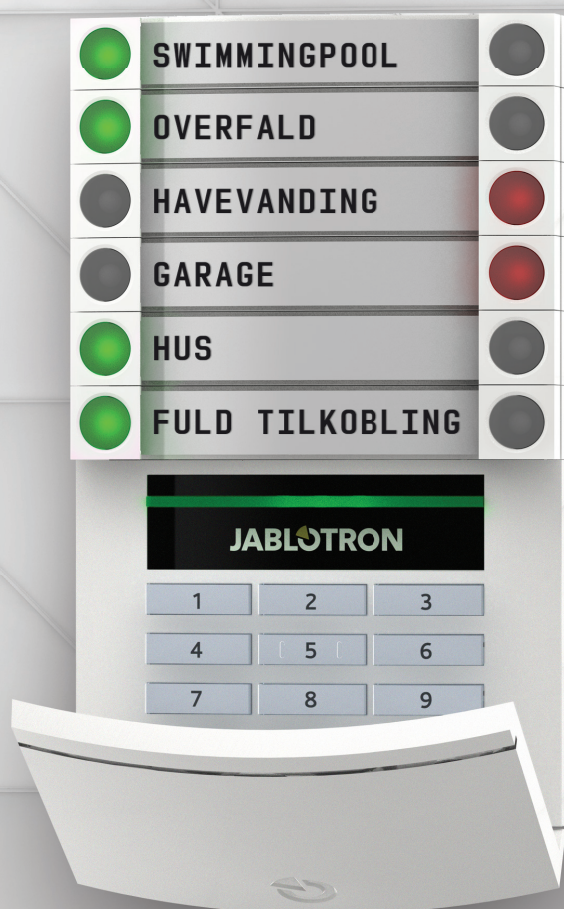 SWIMMINGPOOL
OVERFALD
HAVEVANDING
GARAGE
HUS
FULD TILKOBLING
JABLOTRON
1 2 3
4 5 6
7 8 9